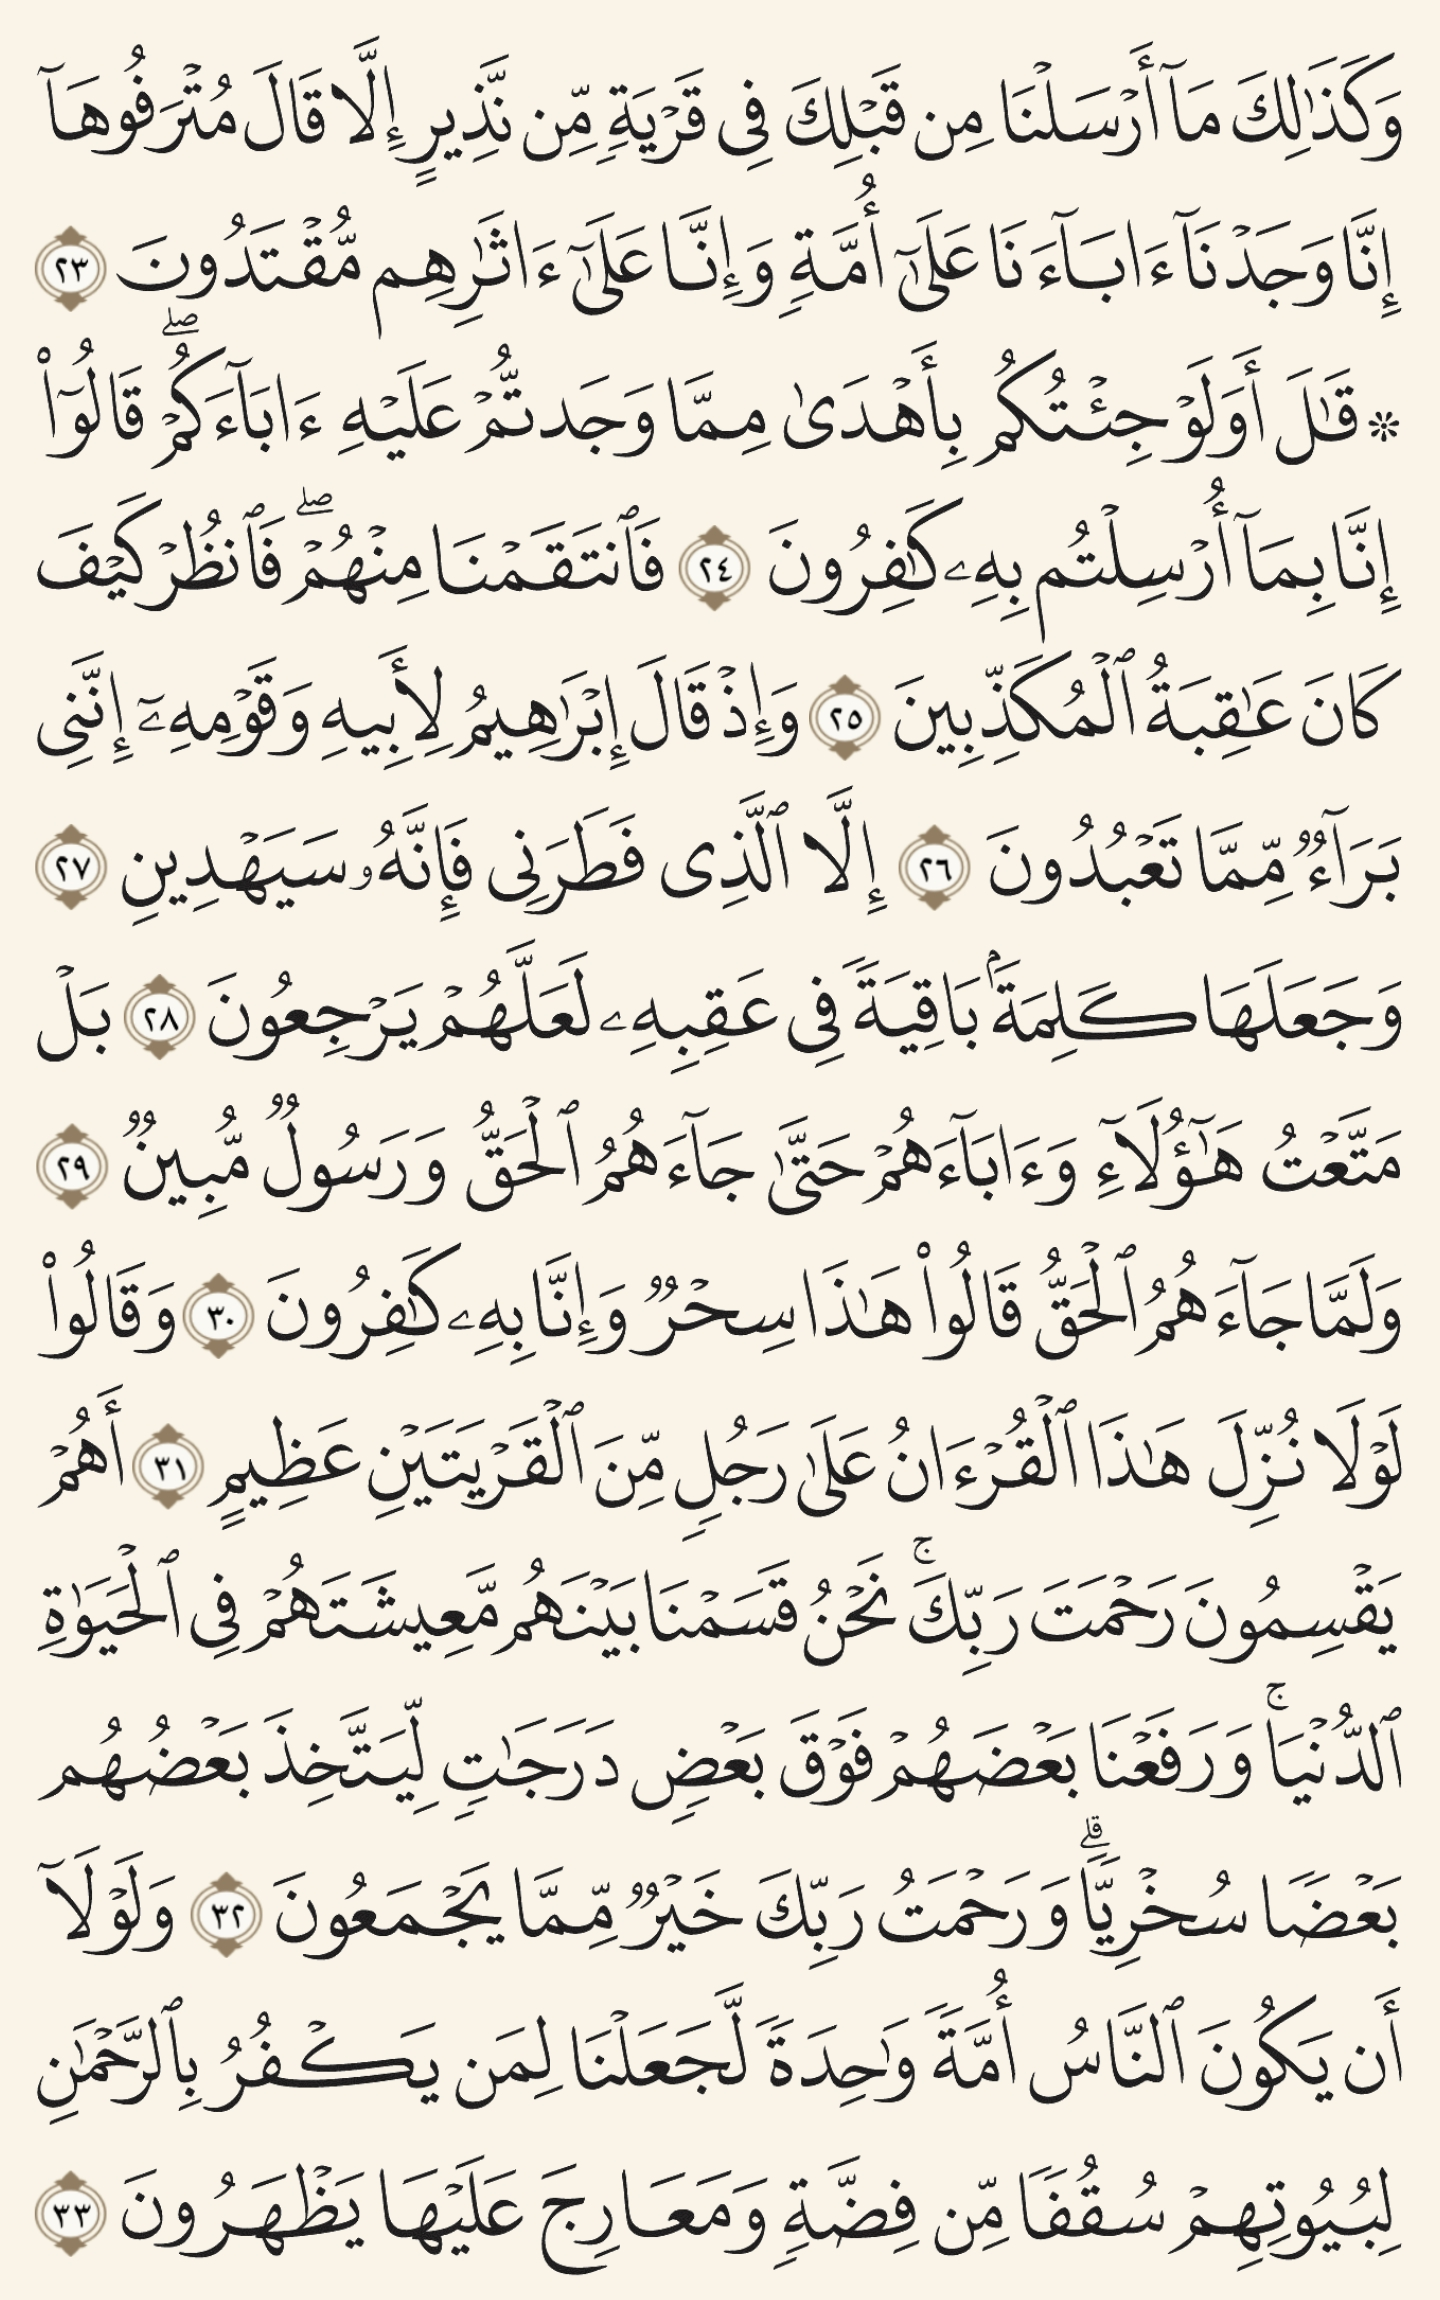 وَكَذَٰلِكَ مَآ أَرۡسَلۡنَا مِن قَبۡلِكَ فِي قَرۡيَةٖ مِّن نَّذِيرٍ إِلَّا قَالَ مُتۡرَفُوهَآ
إِنَّا وَجَدۡنَآ ءَابَآءَنَا عَلَىٰٓ أُمَّةٖ وَإِنَّا عَلَىٰٓ ءَاثَٰرِهِم مُّقۡتَدُونَ ٢٣
۞ قَٰلَ أَوَلَوۡ جِئۡتُكُم بِأَهۡدَىٰ مِمَّا وَجَدتُّمۡ عَلَيۡهِ ءَابَآءَكُمۡۖ قَالُوٓاْ
إِنَّا بِمَآ أُرۡسِلۡتُم بِهِۦ كَٰفِرُونَ ٢٤ فَٱنتَقَمۡنَا مِنۡهُمۡۖ فَٱنظُرۡ كَيۡفَ
كَانَ عَٰقِبَةُ ٱلۡمُكَذِّبِينَ ٢٥ وَإِذۡ قَالَ إِبۡرَٰهِيمُ لِأَبِيهِ وَقَوۡمِهِۦٓ إِنَّنِي
بَرَآءٞ مِّمَّا تَعۡبُدُونَ ٢٦ إِلَّا ٱلَّذِي فَطَرَنِي فَإِنَّهُۥ سَيَهۡدِينِ ٢٧
وَجَعَلَهَا كَلِمَةَۢ بَاقِيَةٗ فِي عَقِبِهِۦ لَعَلَّهُمۡ يَرۡجِعُونَ ٢٨ بَلۡ
مَتَّعۡتُ هَٰٓؤُلَآءِ وَءَابَآءَهُمۡ حَتَّىٰ جَآءَهُمُ ٱلۡحَقُّ وَرَسُولٞ مُّبِينٞ ٢٩
وَلَمَّا جَآءَهُمُ ٱلۡحَقُّ قَالُواْ هَٰذَا سِحۡرٞ وَإِنَّا بِهِۦ كَٰفِرُونَ ٣٠ وَقَالُواْ
لَوۡلَا نُزِّلَ هَٰذَا ٱلۡقُرۡءَانُ عَلَىٰ رَجُلٖ مِّنَ ٱلۡقَرۡيَتَيۡنِ عَظِيمٍ ٣١ أَهُمۡ
يَقۡسِمُونَ رَحۡمَتَ رَبِّكَۚ نَحۡنُ قَسَمۡنَا بَيۡنَهُم مَّعِيشَتَهُمۡ فِي ٱلۡحَيَوٰةِ
ٱلدُّنۡيَاۚ وَرَفَعۡنَا بَعۡضَهُمۡ فَوۡقَ بَعۡضٖ دَرَجَٰتٖ لِّيَتَّخِذَ بَعۡضُهُم
بَعۡضٗا سُخۡرِيّٗاۗ وَرَحۡمَتُ رَبِّكَ خَيۡرٞ مِّمَّا يَجۡمَعُونَ ٣٢ وَلَوۡلَآ
أَن يَكُونَ ٱلنَّاسُ أُمَّةٗ وَٰحِدَةٗ لَّجَعَلۡنَا لِمَن يَكۡفُرُ بِٱلرَّحۡمَٰنِ
لِبُيُوتِهِمۡ سُقُفٗا مِّن فِضَّةٖ وَمَعَارِجَ عَلَيۡهَا يَظۡهَرُونَ ٣٣